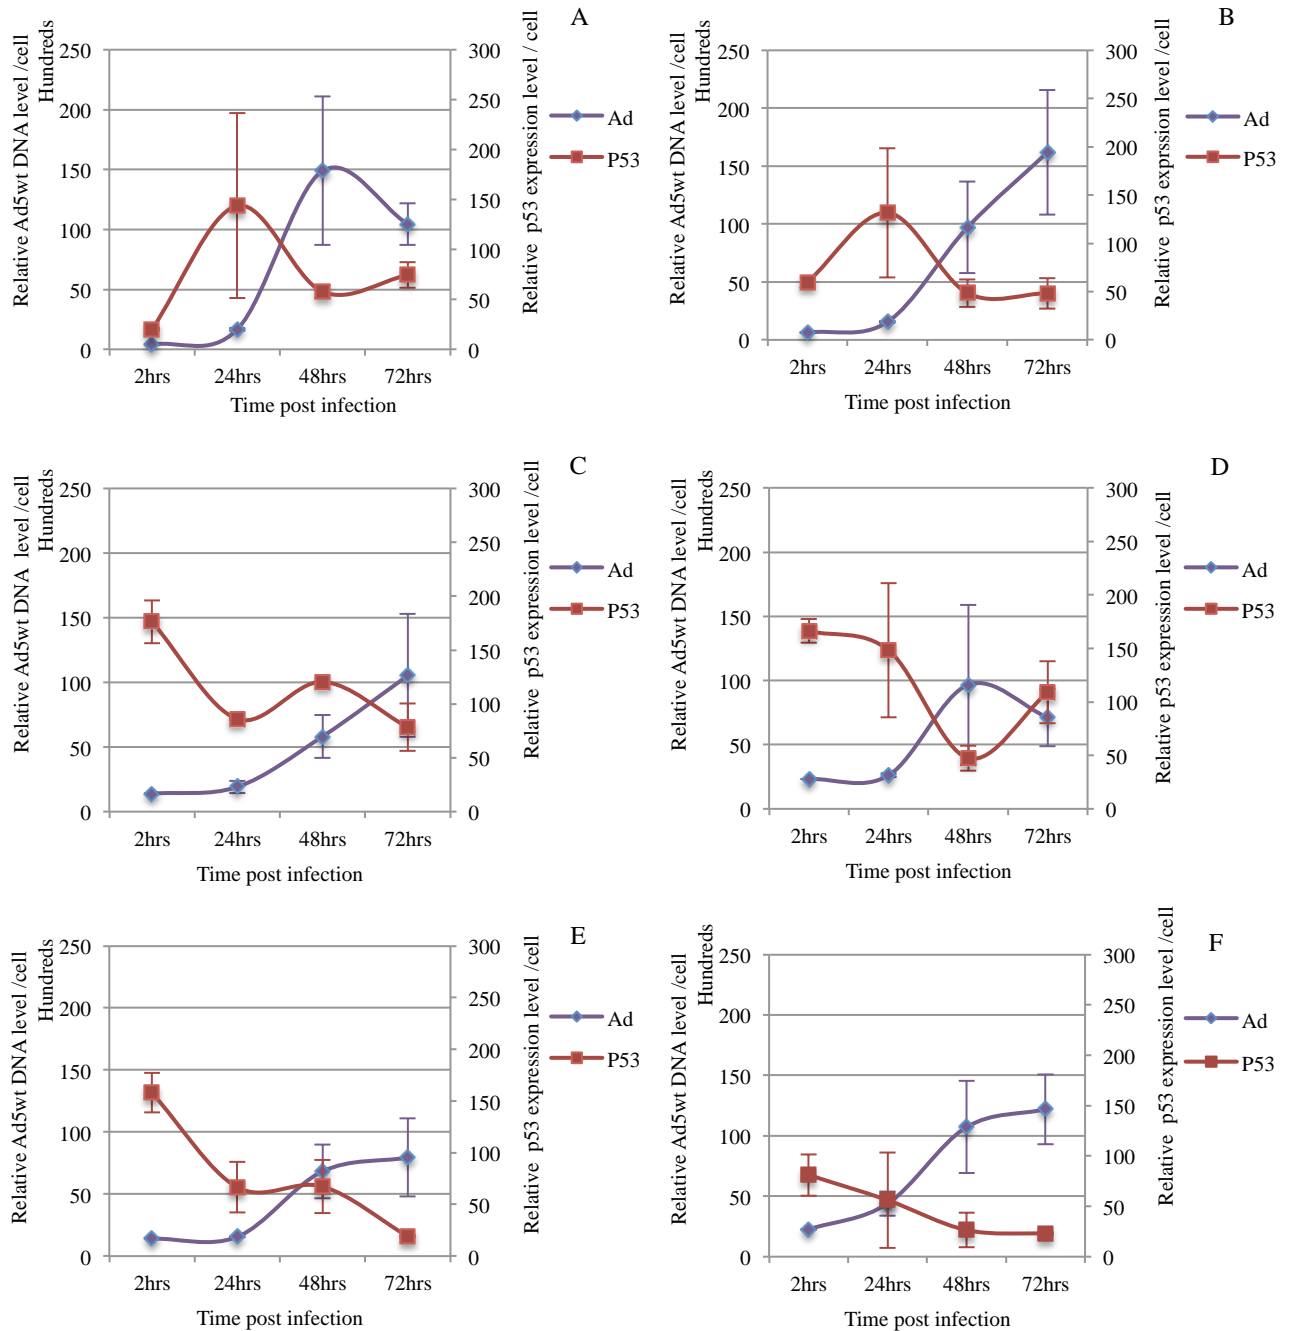 A
Relative Ad5wt DNA level /cell
Hundreds
250
200
150
100
50
0
300
250
200
150
100
50
0
Relative p53 expression level / cell
Ad
P53
2hrs 24hrs 48hrs 72hrs
Time post infection
B
Relative Ad5wt DNA level /cell
Hundreds
250
200
150
100
50
0
300
250
200
150
100
50
0
Relative p53 expression level /cell
Ad
P53
2hrs 24hrs 48hrs 72hrs
Time post infection
C
Relative Ad5wt DNA level /cell
Hundreds
250
200
150
100
50
0
300
250
200
150
100
50
0
Relative p53 expression level /cell
Ad
P53
2hrs 24hrs 48hrs 72hrs
Time post infection
D
Relative Ad5wt DNA level /cell
Hundreds
250
200
150
100
50
0
300
250
200
150
100
50
0
Relative p53 expression level /cell
Ad
P53
2hrs 24hrs 48hrs 72hrs
Time post infection
E
Relative Ad5wt DNA level /cell
Hundreds
250
200
150
100
50
0
300
250
200
150
100
50
0
Relative p53 expression level /cell
Ad
P53
2hrs 24hrs 48hrs 72hrs
Time post infection
F
Relative Ad5wt DNA level /cell
Hundreds
250
200
150
100
50
0
300
250
200
150
100
50
0
Relative p53 expression level /cell
Ad
P53
2hrs 24hrs 48hrs 72hrs
Time post infection